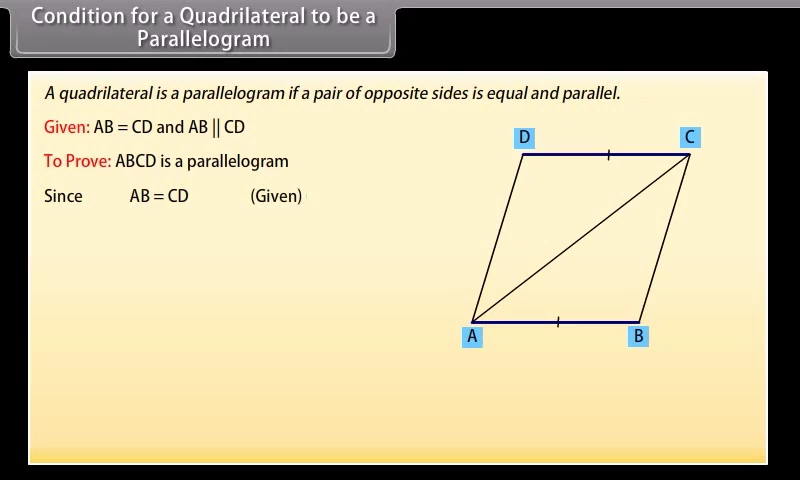 Condition for a Quadrilateral to be a
Parallelogram
A quadrilateral is a parallelogram if a pair of opposite sides is equal and parallel.
Given: AB = CD and AB || CD
To Prove: ABCD is a parallelogram
Since AB = CD (Given)
D C
A B